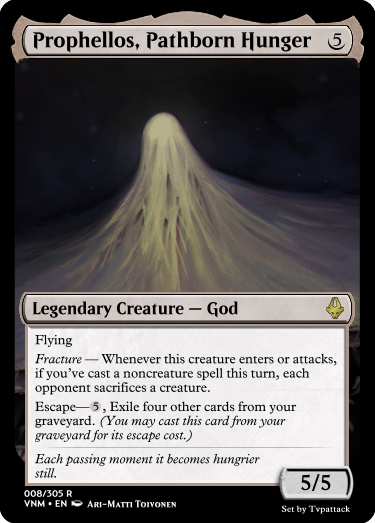 Prophellos, Pathborn Hunger 5
Legendary Creature — God
Flying
Fracture — Whenever this creature enters or attacks,
if you've cast a noncreature spell this turn, each
opponent sacrifices a creature.
Escape—5, Exile four other cards from your
graveyard. (You may cast this card from your
graveyard for its escape cost.)
Each passing moment it becomes hungrier
still.
5/5
008/305 R
VNM • EN Ari-Matti Toivonen
Set by Tvpattack